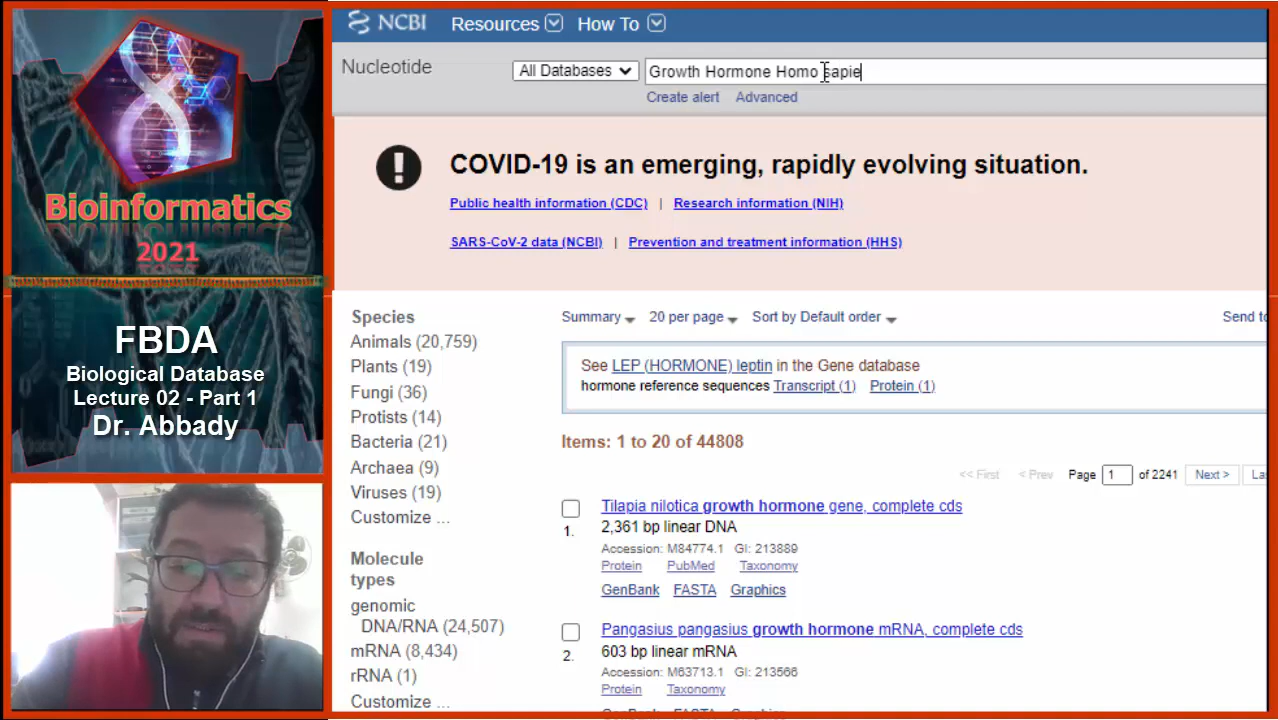 Bioinformatics
2021
FBDA
Biological Database
Lecture 02 - Part 1
Dr. Abbady
NCBI Resources How To
Nucleotide All Databases Growth Hormone Homo sapie
Create alert Advanced
COVID-19 is an emerging, rapidly evolving situation.
Public health information (CDC) | Research information (NIH)
SARS-CoV-2 data (NCBI) | Prevention and treatment information (HHS)
Species
Animals (20,759)
Plants (19)
Fungi (36)
Protists (14)
Bacteria (21)
Archaea (9)
Viruses (19)
Customize ...
Molecule
types
genomic
DNA/RNA (24,507)
mRNA (8,434)
rRNA (1)
Customize ...
Summary 20 per page Sort by Default order Send to
See LEP (HORMONE) leptin in the Gene database
hormone reference sequences Transcript (1) Protein (1)
Items: 1 to 20 of 44808
<< First < Prev Page 1 of 2241 Next >
Tilapia nilotica growth hormone gene, complete cds
1. 2,361 bp linear DNA
Accession: M84774.1 GI: 213889
Protein PubMed Taxonomy
GenBank FASTA Graphics
Pangasius pangasius growth hormone mRNA, complete cds
2. 603 bp linear mRNA
Accession: M63713.1 GI: 213566
Protein Taxonomy